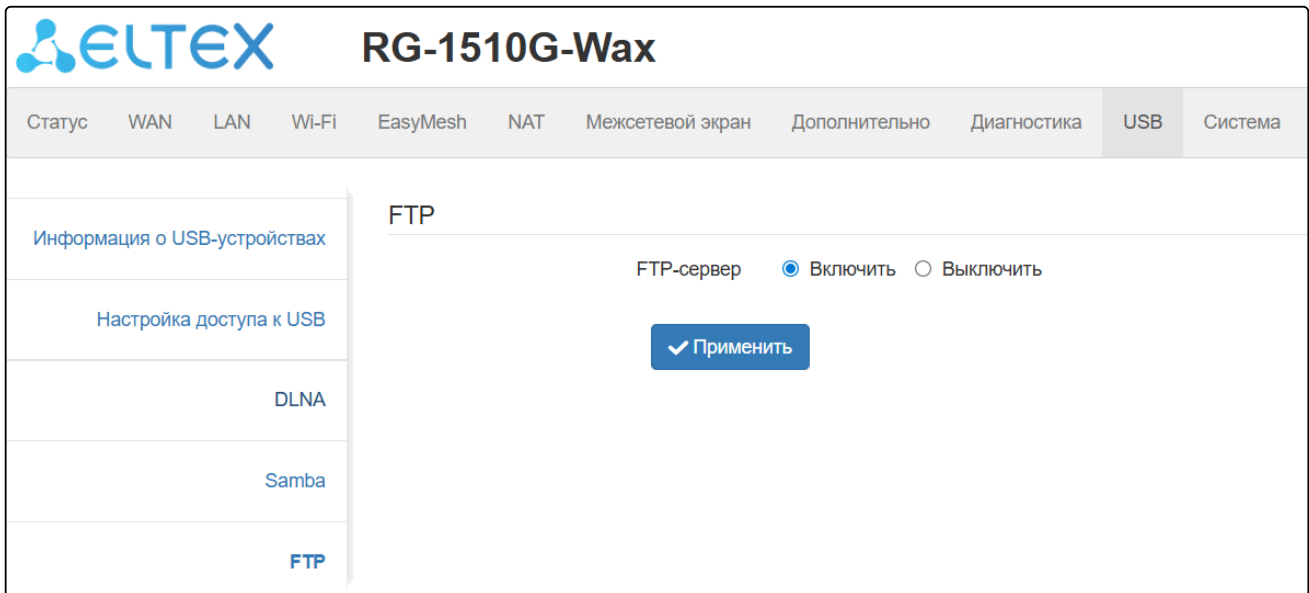 ELTEX RG-1510G-Wax
Статус WAN LAN Wi-Fi EasyMesh NAT Межсетевой экран Дополнительно Диагностика USB Система
Информация о USB-устройствах
Настройка доступа к USB
DLNA
Samba
FTP
FTP
FTP-сервер Включить Выключить
Применить